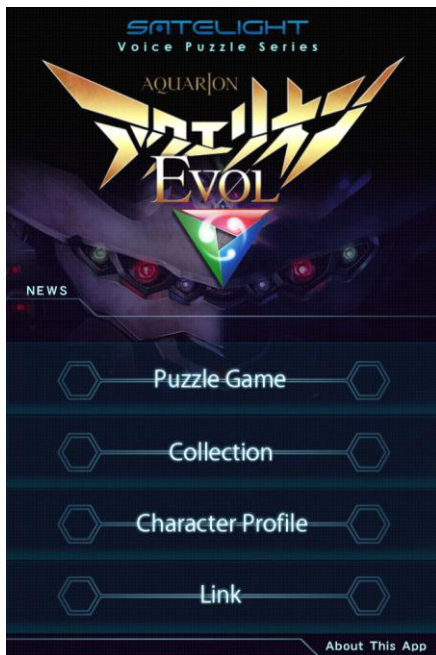 SATELIGHT
Voice Puzzle Series
AQUARION
アクエリオン
EVOL
NEWS
Puzzle Game
Collection
Character Profile
Link
About This App